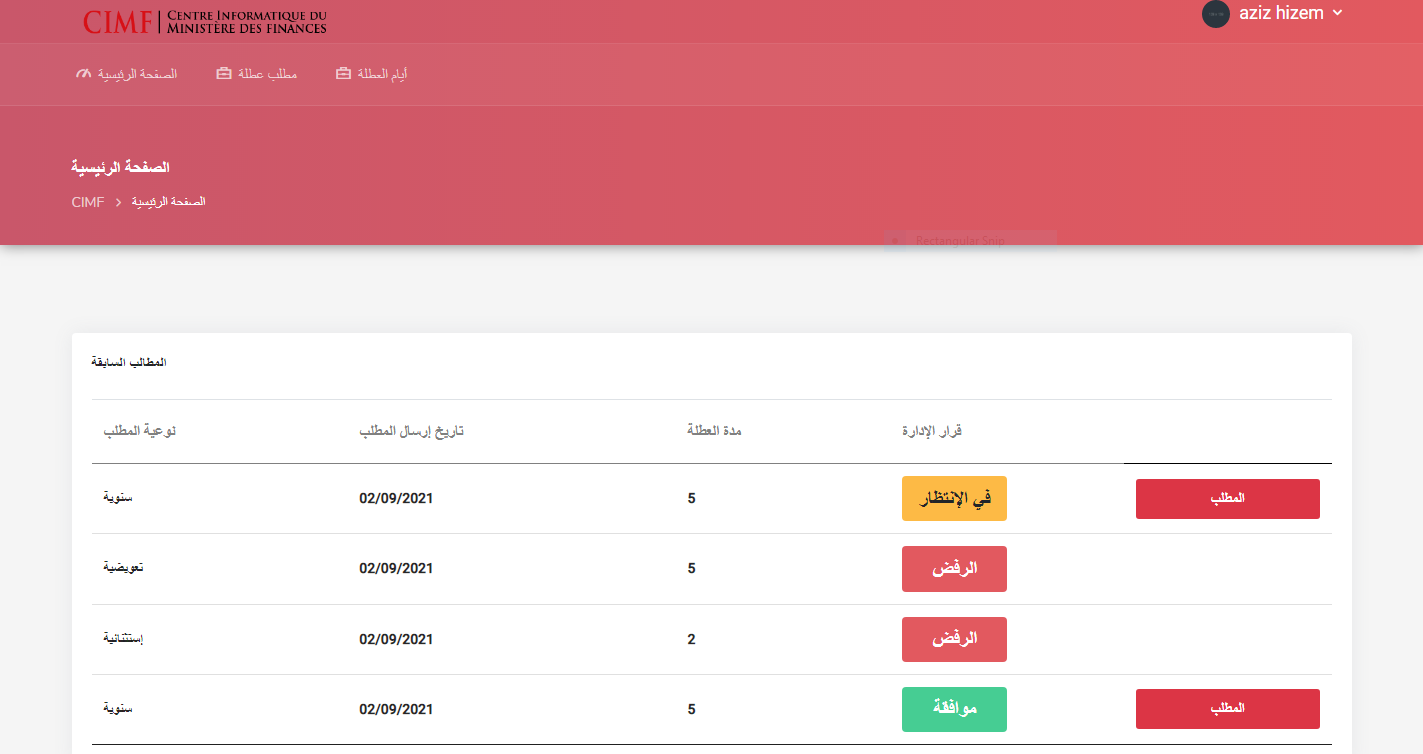 CIMF | CENTRE INFORMATIQUE DU
MINISTÈRE DES FINANCES
aziz hizem
الصفحة الرئيسية
مطلب عطلة
أيام العطلة
الصفحة الرئيسية
CIMF > الصفحة الرئيسية
Rectangular Snip
المطالب السابقة
نوعية المطلب تاريخ إرسال المطلب مدة العطلة قرار الإدارة
سنوية 02/09/2021 5 في الإنتظار المطلب
تعويضية 02/09/2021 5 الرفض
إستثنائية 02/09/2021 2 الرفض
سنوية 02/09/2021 5 موافقة المطلب